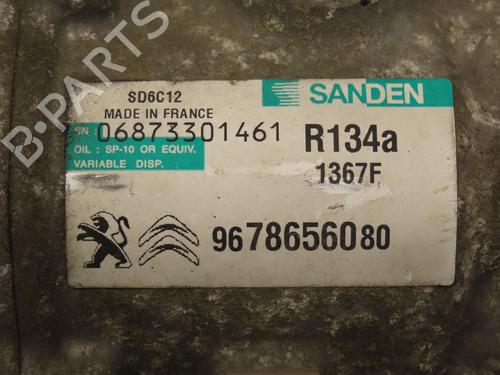 B-PARTS
SD6C12
MADE IN FRANCE
SANDEN
SN : 06873301461
OIL : SP-10 OR EQUIV.
VARIABLE DISP.
R134a
1367F
9678656080